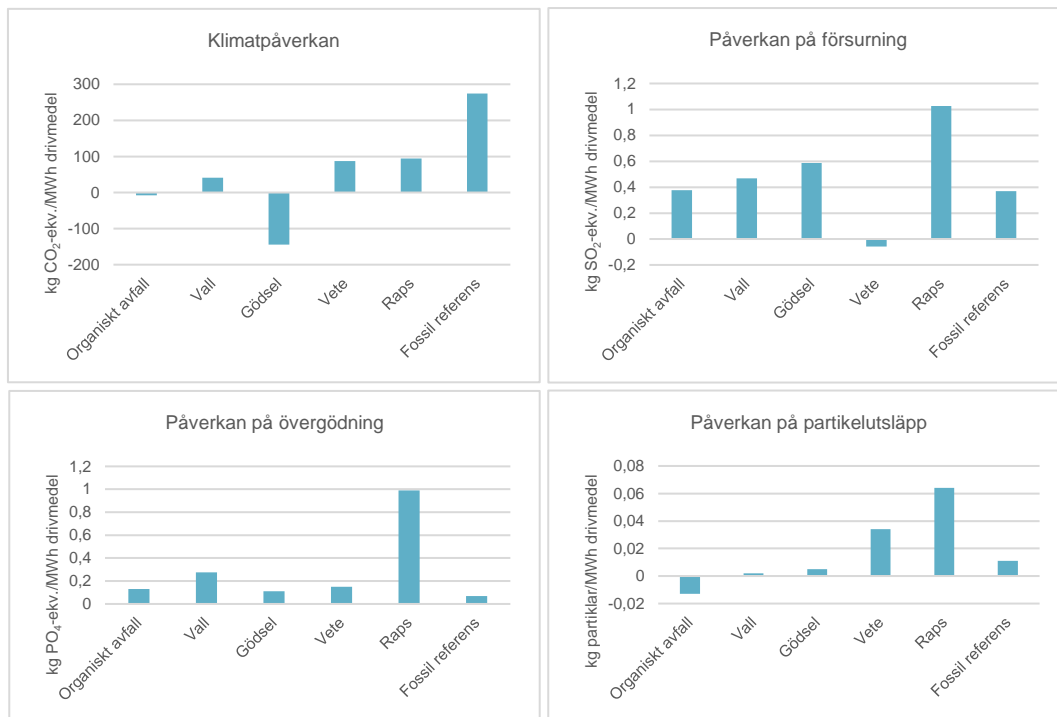 Klimatpåverkan
kg CO₂-ekv./MWh drivmedel
300
200
100
0
-100
-200
Organiskt avfall
Vall
Gödsel
Vete
Raps
Fossil referens
Påverkan på försurning
kg SO₂-ekv./MWh drivmedel
1,2
1
0,8
0,6
0,4
0,2
0
-0,2
Organiskt avfall
Vall
Gödsel
Vete
Raps
Fossil referens
Påverkan på övergödning
kg PO₄-ekv./MWh drivmedel
1,2
1
0,8
0,6
0,4
0,2
0
Organiskt avfall
Vall
Gödsel
Vete
Raps
Fossil referens
Påverkan på partikelutsläpp
kg partiklar/MWh drivmedel
0,08
0,06
0,04
0,02
0
-0,02
Organiskt avfall
Vall
Gödsel
Vete
Raps
Fossil referens